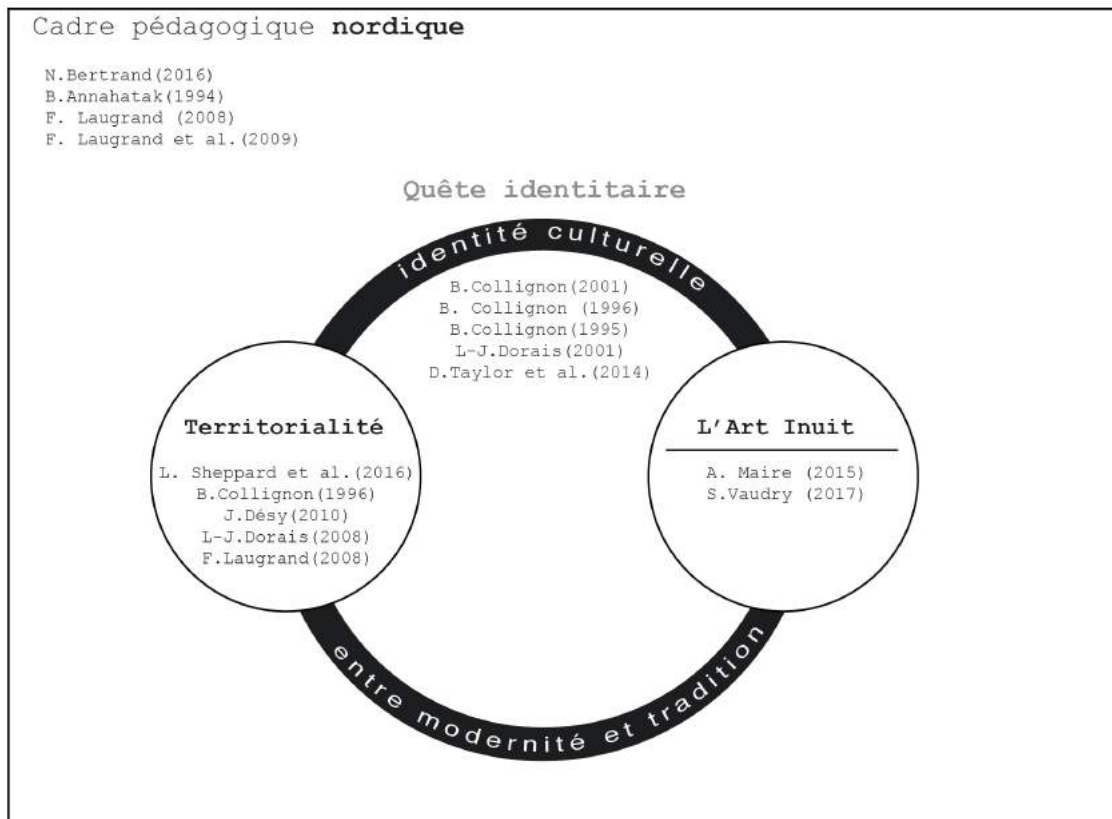 Cadre pédagogique nordique
N.Bertrand(2016)
B.Annahatak(1994)
F. Laugrand (2008)
F. Laugrand et al.(2009)
Quête identitaire
identité culturelle
B.Collignon(2001)
B. Collignon (1996)
B.Collignon(1995)
L-J.Dorais(2001)
D.Taylor et al.(2014)
Territorialité
L. Sheppard et al.(2016)
B.Collignon(1996)
J.Désy(2010)
L-J.Dorais(2008)
F.Laugrand(2008)
L'Art Inuit
A. Maire (2015)
S.Vaudry (2017)
entre modernité et tradition